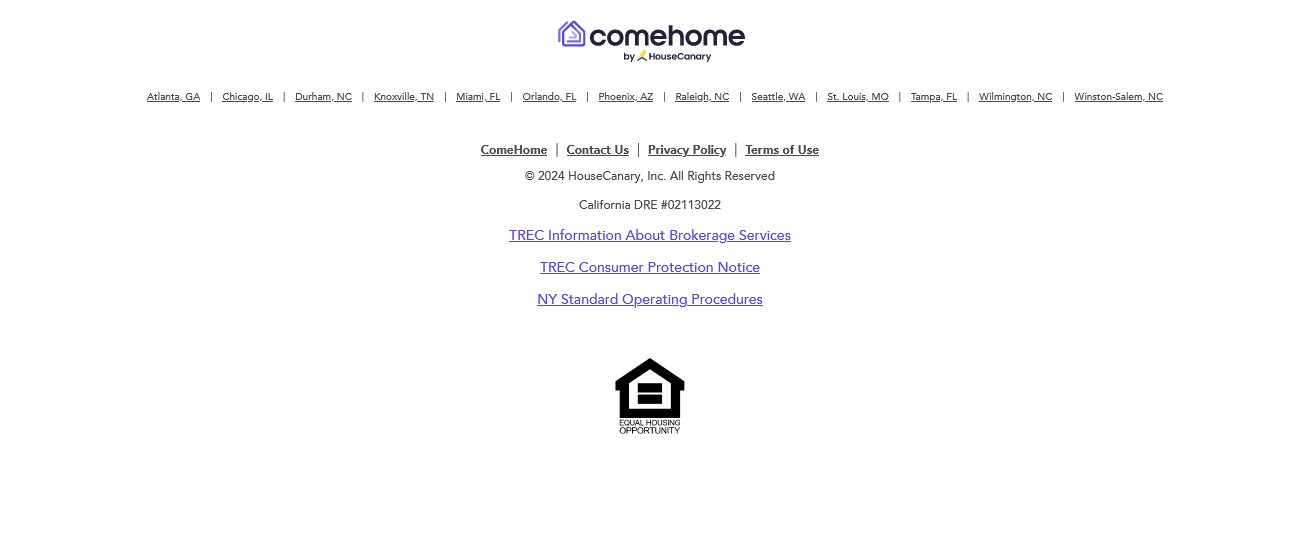 comehome
by HouseCanary
Atlanta, GA | Chicago, IL | Durham, NC | Knoxville, TN | Miami, FL | Orlando, FL | Phoenix, AZ | Raleigh, NC | Seattle, WA | St. Louis, MO | Tampa, FL | Wilmington, NC | Winston-Salem, NC
ComeHome | Contact Us | Privacy Policy | Terms of Use
© 2024 HouseCanary, Inc. All Rights Reserved
California DRE #02113022
TREC Information About Brokerage Services
TREC Consumer Protection Notice
NY Standard Operating Procedures
EQUAL HOUSING
OPPORTUNITY